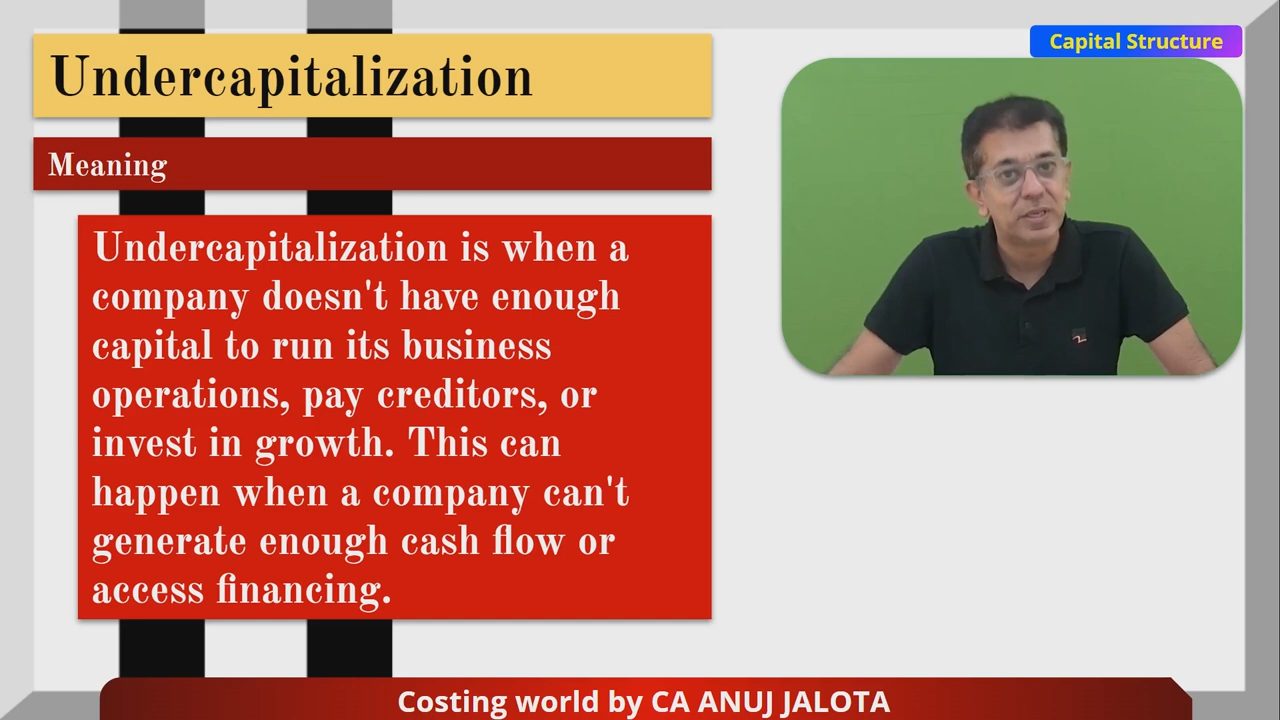 Capital Structure
Undercapitalization
Meaning
Undercapitalization is when a
company doesn't have enough
capital to run its business
operations, pay creditors, or
invest in growth. This can
happen when a company can't
generate enough cash flow or
access financing.
Costing world by CA ANUJ JALOTA